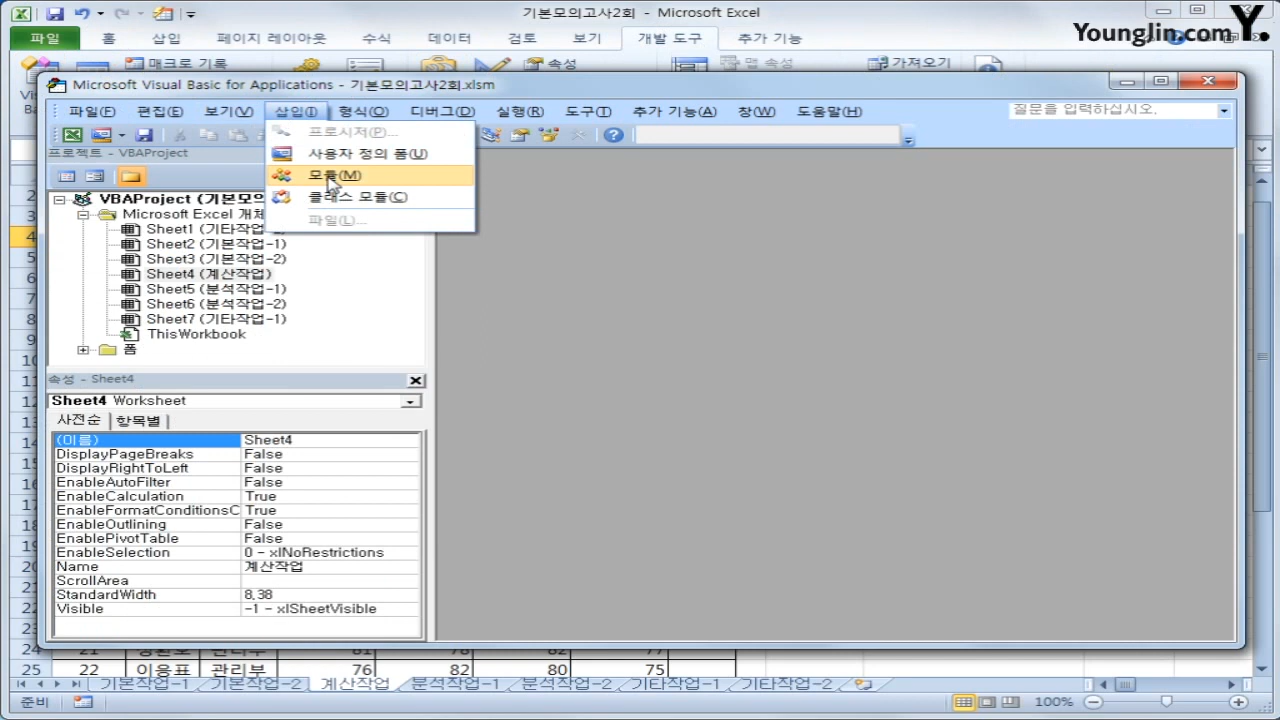 기본모의고사2회 - Microsoft Excel
Younglin.com Y.
파일 홈 삽입 페이지 레이아웃 수식 데이터 검토 보기 개발 도구 추가 기능
매크로 기록 속성 맵 속성 가져오기
Microsoft Visual Basic for Applications - 기본모의고사2회.xlsm
파일(F) 편집(E) 보기(V) 삽입(I) 형식(O) 디버그(D) 실행(R) 도구(T) 추가 기능(A) 창(W) 도움말(H) 질문을 입력하십시오.
프로시저(P)...
사용자 정의 폼(U)
모듈(M)
클래스 모듈(C)
파일(L)...
프로젝트 - VBAProject
VBAProject (기본모의
Microsoft Excel 개체
Sheet1 (기타작업-
Sheet2 (기본작업-1)
Sheet3 (기본작업-2)
Sheet4 (계산작업)
Sheet5 (분석작업-1)
Sheet6 (분석작업-2)
Sheet7 (기타작업-1)
ThisWorkbook
폼
속성 - Sheet4
Sheet4 Worksheet
사전순 항목별
(이름) Sheet4
DisplayPageBreaks False
DisplayRightToLeft False
EnableAutoFilter False
EnableCalculation True
EnableFormatConditionsC True
EnableOutlining False
EnablePivotTable False
EnableSelection 0 - xlNoRestrictions
Name 계산작업
ScrollArea
StandardWidth 8.38
Visible -1 - xlSheetVisible
25 22 이응표 관리부 76 82 80 75
기본작업-1 기본작업-2 계산작업 분석작업-1 분석작업-2 기타작업-1 기타작업-2
준비 100%